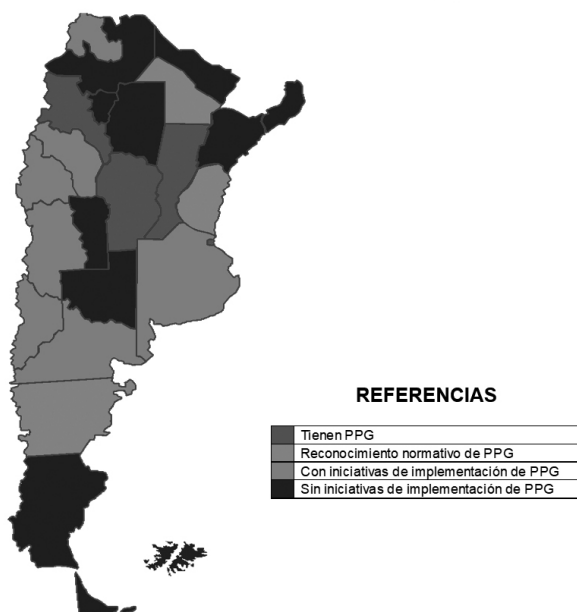 REFERENCIAS
Tienen PPG
Reconocimiento normativo de PPG
Con iniciativas de implementación de PPG
Sin iniciativas de implementación de PPG